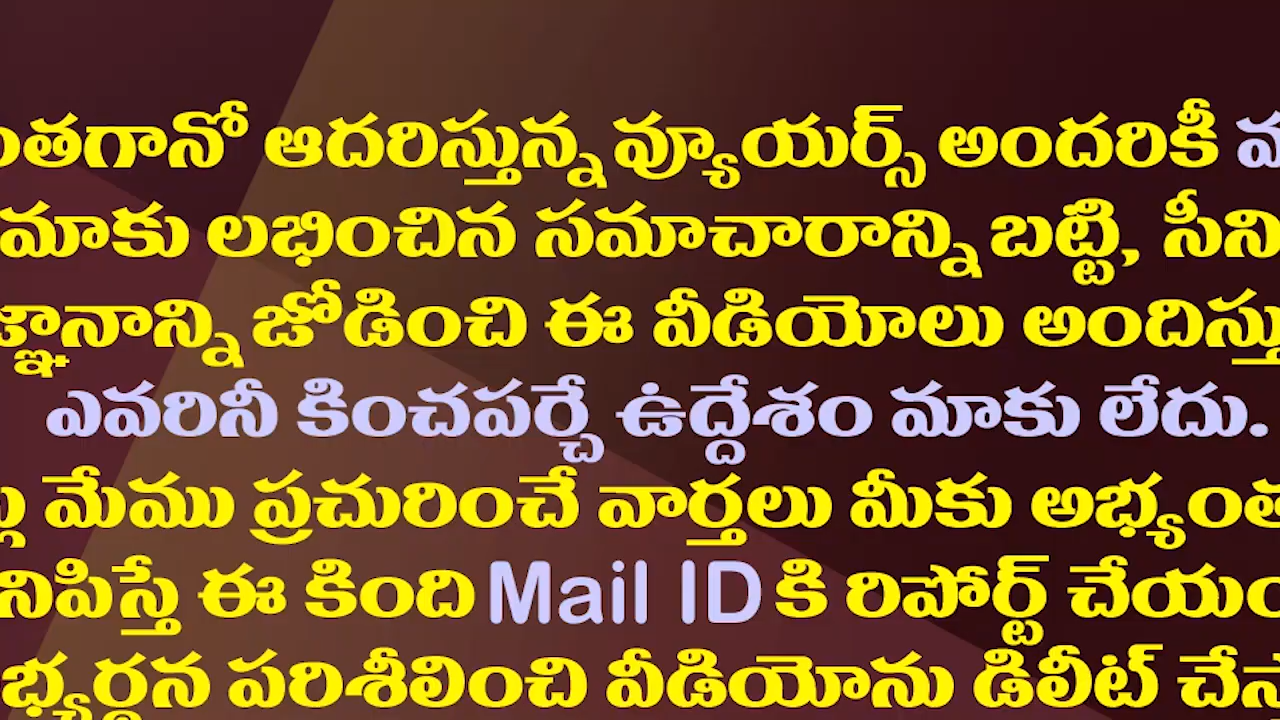 ంతగానో ఆదరిస్తున్న వ్యూయర్స్ అందరికీ
మాకు లభించిన సమాచారాన్ని బట్టి, సీని
జ్ఞానాన్ని జోడించి ఈ వీడియోలు అందిస్తు
ఎవరినీ కించపర్చే ఉద్దేశం మాకు లేదు.
మేము ప్రచురించే వార్తలు మీకు అభ్యంత
నిపిస్తే ఈ కింది Mail ID కి రిపోర్ట్ చేయం
భ్యర్థన పరిశీలించి వీడియోను డిలీట్ చేస